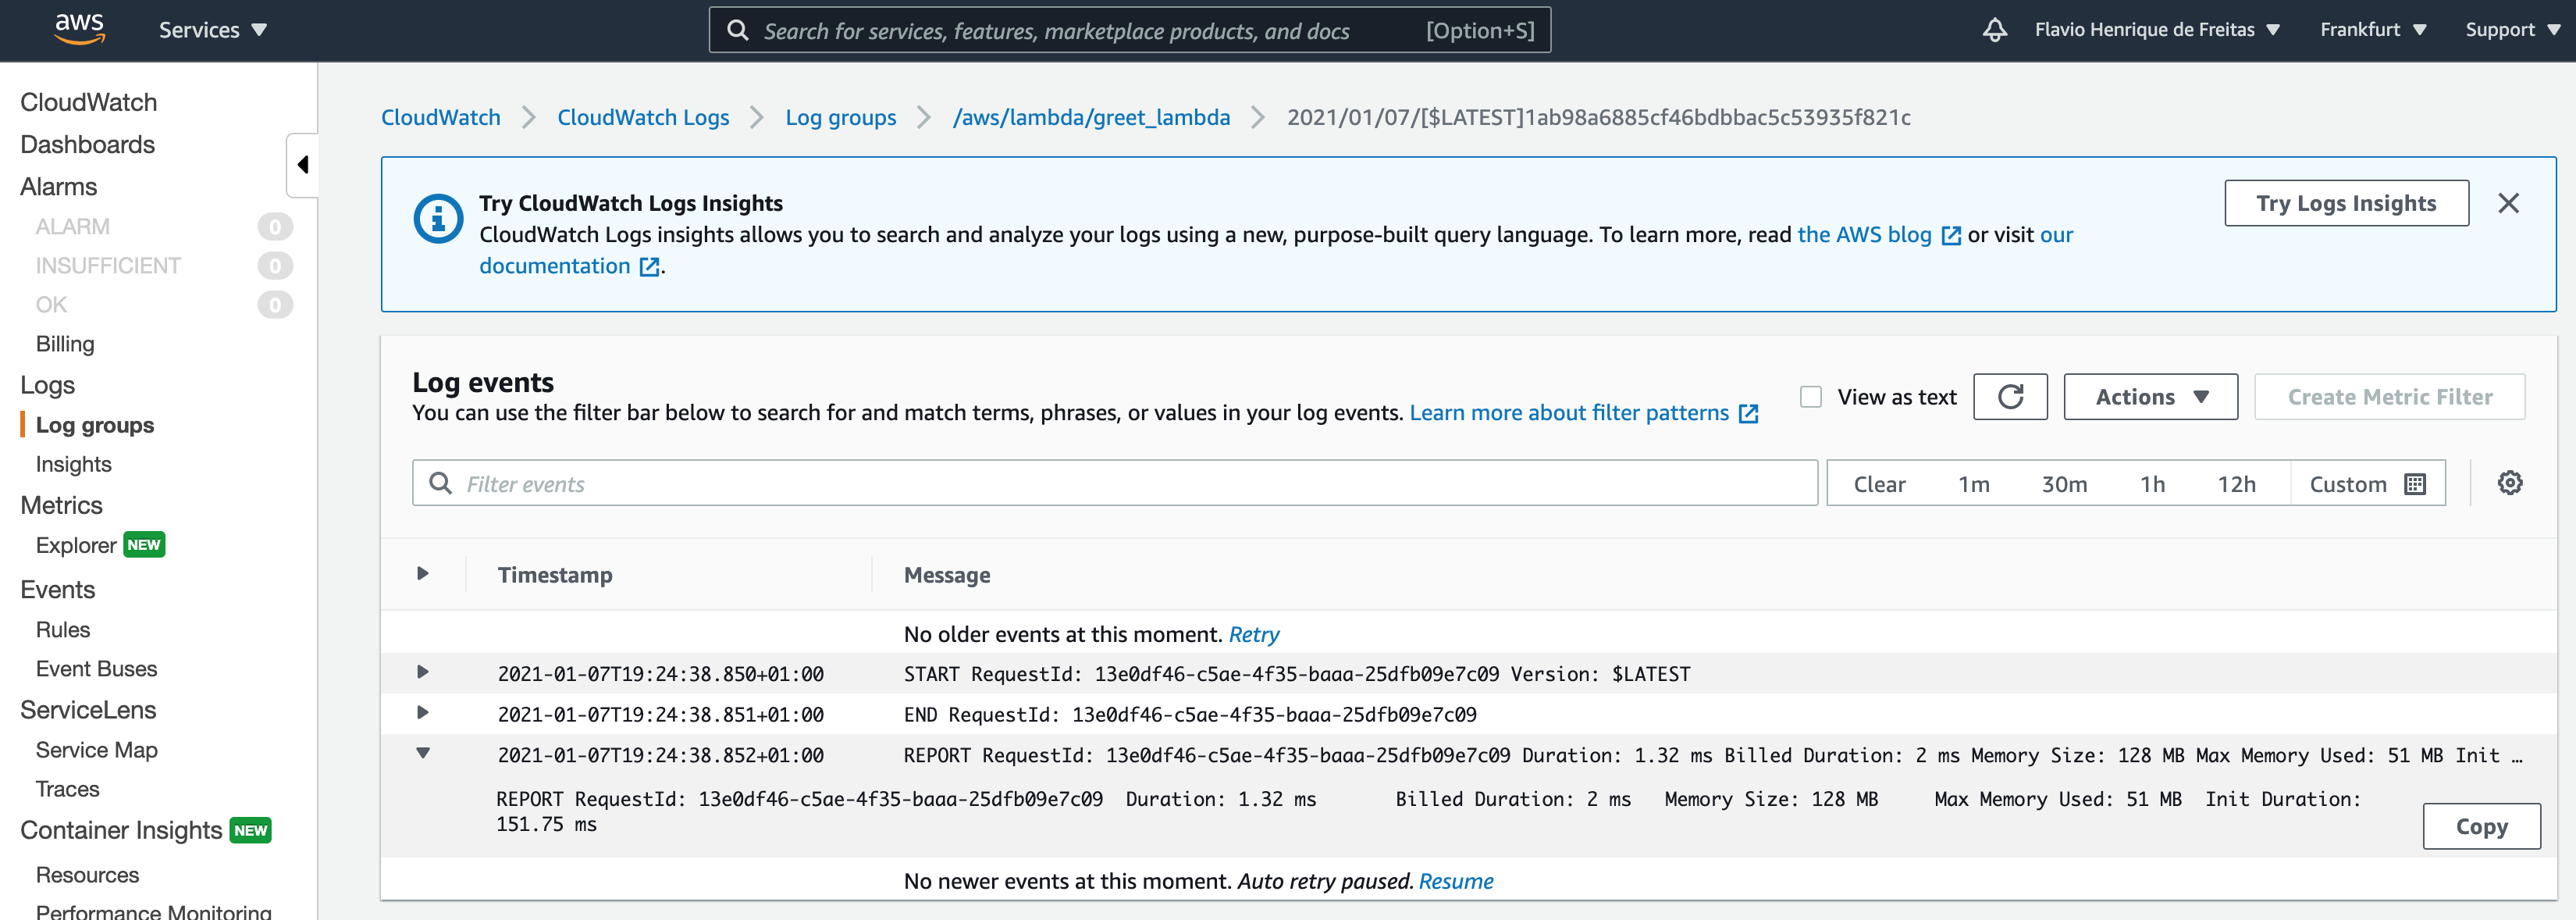 aws Services Search for services, features, marketplace products, and docs [Option+S] Flavio Henrique de Freitas Frankfurt Support
CloudWatch
Dashboards
Alarms
ALARM 0
INSUFFICIENT 0
OK 0
Billing
Logs
Log groups
Insights
Metrics
Explorer NEW
Events
Rules
Event Buses
ServiceLens
Service Map
Traces
Container Insights NEW
Resources
Performance Monitoring
CloudWatch CloudWatch Logs Log groups /aws/lambda/greet_lambda 2021/01/07/[$LATEST]1ab98a6885cf46bdbbac5c53935f821c
Try CloudWatch Logs Insights
CloudWatch Logs insights allows you to search and analyze your logs using a new, purpose-built query language. To learn more, read the AWS blog or visit our
documentation.
Try Logs Insights
Log events
You can use the filter bar below to search for and match terms, phrases, or values in your log events. Learn more about filter patterns
View as text Actions Create Metric Filter
Filter events Clear 1m 30m 1h 12h Custom
Timestamp Message
No older events at this moment. Retry
2021-01-07T19:24:38.850+01:00 START RequestId: 13e0df46-c5ae-4f35-baaa-25dfb09e7c09 Version: $LATEST
2021-01-07T19:24:38.851+01:00 END RequestId: 13e0df46-c5ae-4f35-baaa-25dfb09e7c09
2021-01-07T19:24:38.852+01:00 REPORT RequestId: 13e0df46-c5ae-4f35-baaa-25dfb09e7c09 Duration: 1.32 ms Billed Duration: 2 ms Memory Size: 128 MB Max Memory Used: 51 MB Init …
REPORT RequestId: 13e0df46-c5ae-4f35-baaa-25dfb09e7c09 Duration: 1.32 ms Billed Duration: 2 ms Memory Size: 128 MB Max Memory Used: 51 MB Init Duration:
151.75 ms
Copy
No newer events at this moment. Auto retry paused. Resume